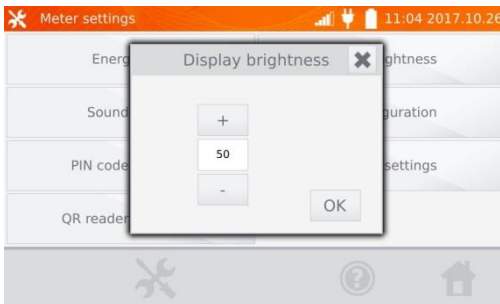 Meter settings
11:04 2017.10.26
Energ
Display brightness
ghtness
Sound
+
guration
50
PIN code
settings
-
OK
QR reader